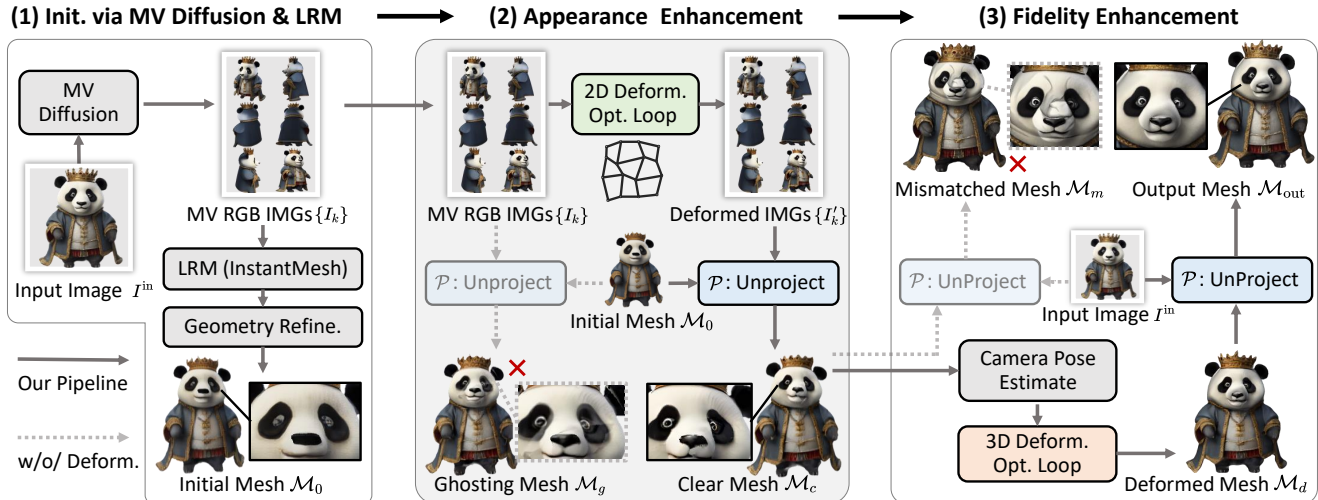 (1) Init. via MV Diffusion & LRM
(2) Appearance Enhancement
(3) Fidelity Enhancement
MV
Diffusion
Input Image I^in
MV RGB IMGs {I_k}
LRM (InstantMesh)
Geometry Refine.
Initial Mesh M_0
Our Pipeline
w/o/ Deform.
2D Deform.
Opt. Loop
MV RGB IMGs {I_k}
Deformed IMGs {I'_k}
P: Unproject
P: Unproject
Initial Mesh M_0
Ghosting Mesh M_g
Clear Mesh M_c
Mismatched Mesh M_m
Output Mesh M_out
P: UnProject
P: UnProject
Input Image I^in
Camera Pose
Estimate
3D Deform.
Opt. Loop
Deformed Mesh M_d